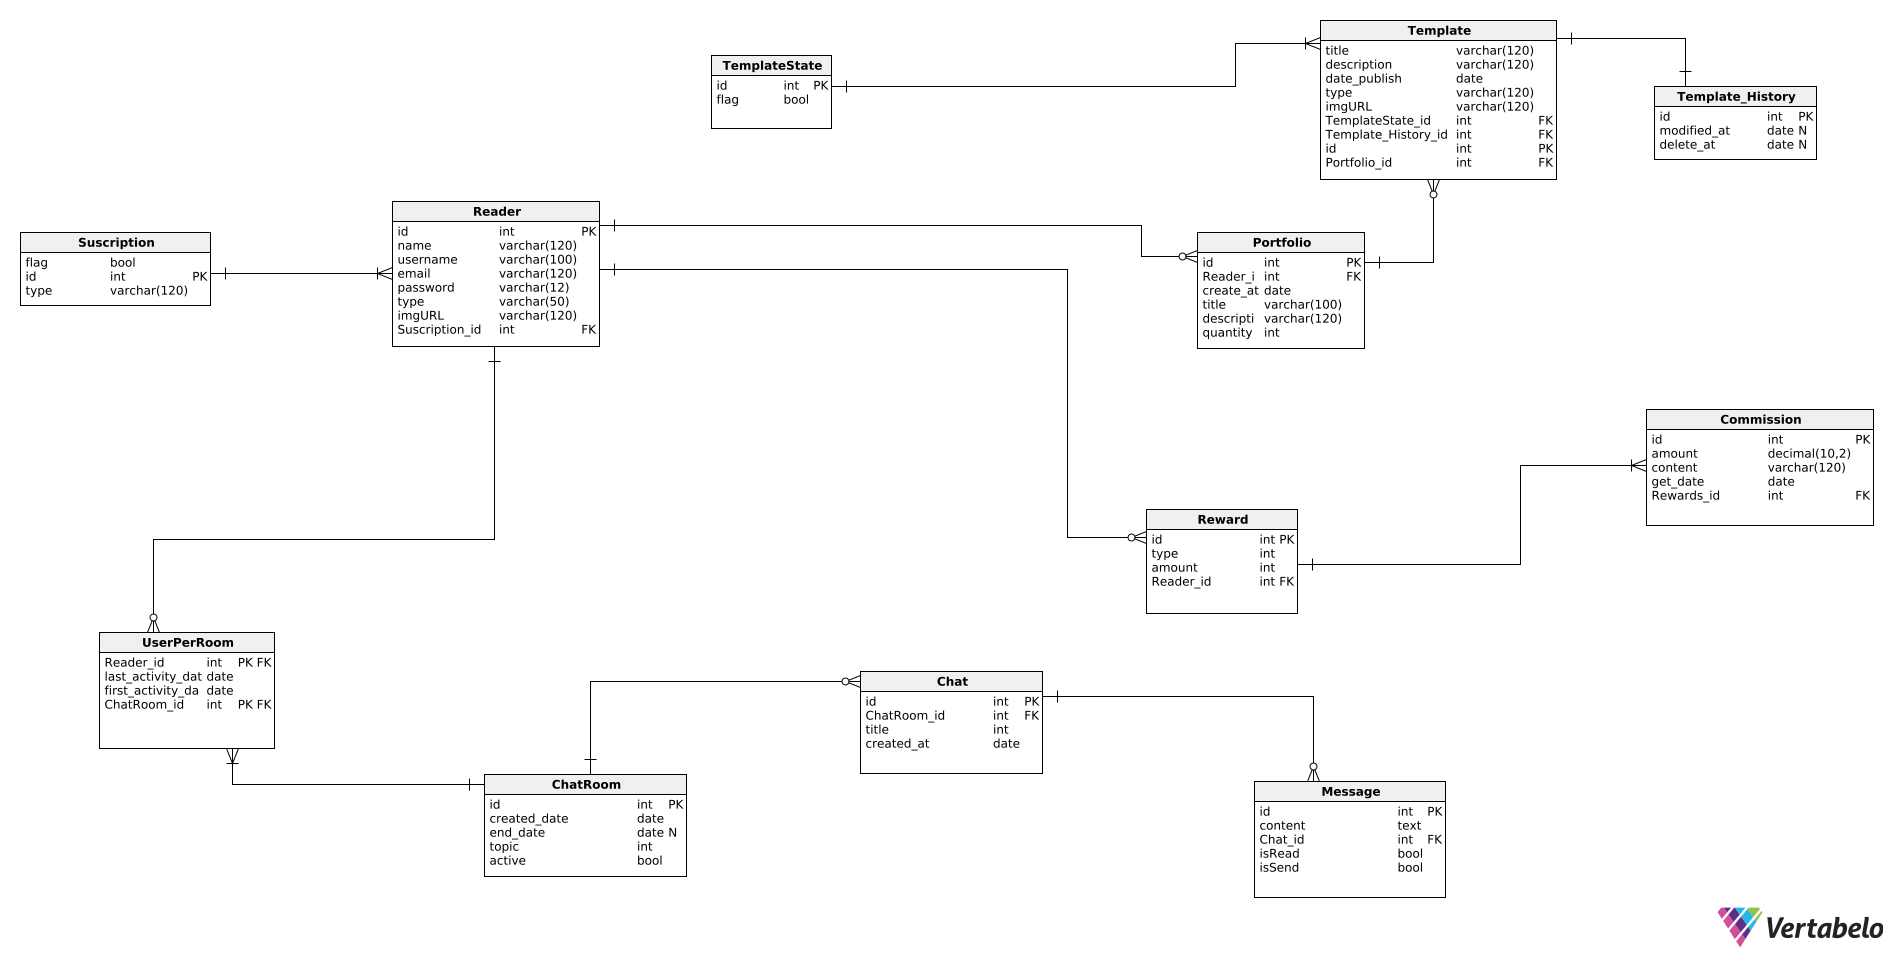 Template
title varchar(120)
description varchar(120)
date_publish date
type varchar(120)
imgURL varchar(120)
TemplateState_id int FK
Template_History_id int FK
id int PK
Portfolio_id int FK
TemplateState
id int PK
flag bool
Template_History
id int PK
modified_at date N
delete_at date N
Reader
id int PK
name varchar(120)
username varchar(100)
email varchar(120)
password varchar(12)
type varchar(50)
imgURL varchar(120)
Suscription_id int FK
Suscription
flag bool
id int PK
type varchar(120)
Portfolio
id int PK
Reader_i int FK
create_at date
title varchar(100)
descripti varchar(120)
quantity int
Commission
id int PK
amount decimal(10,2)
content varchar(120)
get_date date
Rewards_id int FK
Reward
id int PK
type int
amount int
Reader_id int FK
UserPerRoom
Reader_id int PK FK
last_activity_dat date
first_activity_da date
ChatRoom_id int PK FK
Chat
id int PK
ChatRoom_id int FK
title int
created_at date
ChatRoom
id int PK
created_date date
end_date date N
topic int
active bool
Message
id int PK
content text
Chat_id int FK
isRead bool
isSend bool
Vertabelo